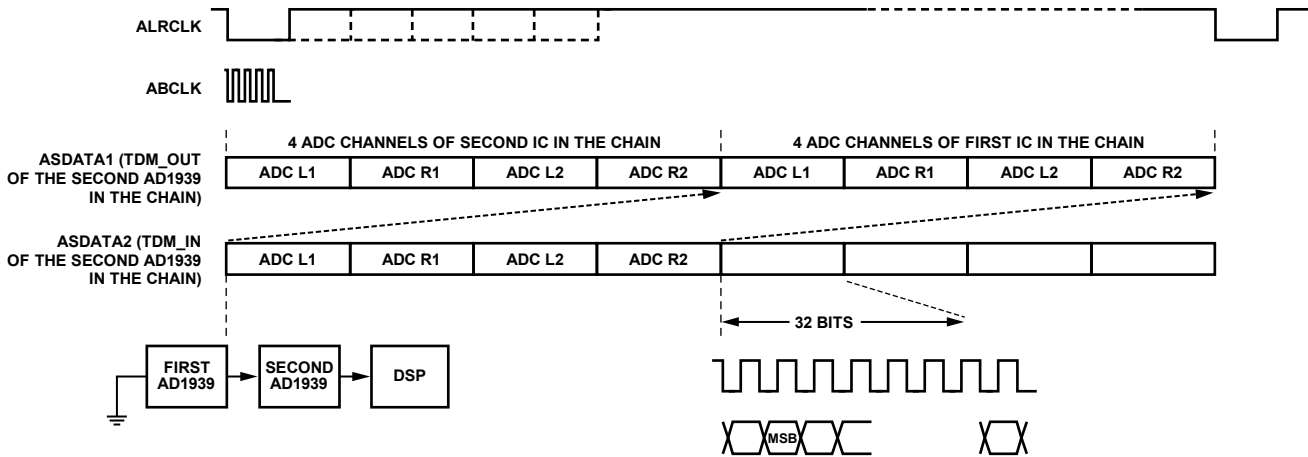 ALRCLK
ABCLK
4 ADC CHANNELS OF SECOND IC IN THE CHAIN
4 ADC CHANNELS OF FIRST IC IN THE CHAIN
ASDATA1 (TDM_OUT
OF THE SECOND AD1939
IN THE CHAIN)
ADC L1
ADC R1
ADC L2
ADC R2
ADC L1
ADC R1
ADC L2
ADC R2
ASDATA2 (TDM_IN
OF THE SECOND AD1939
IN THE CHAIN)
ADC L1
ADC R1
ADC L2
ADC R2
32 BITS
FIRST
AD1939
SECOND
AD1939
DSP
MSB